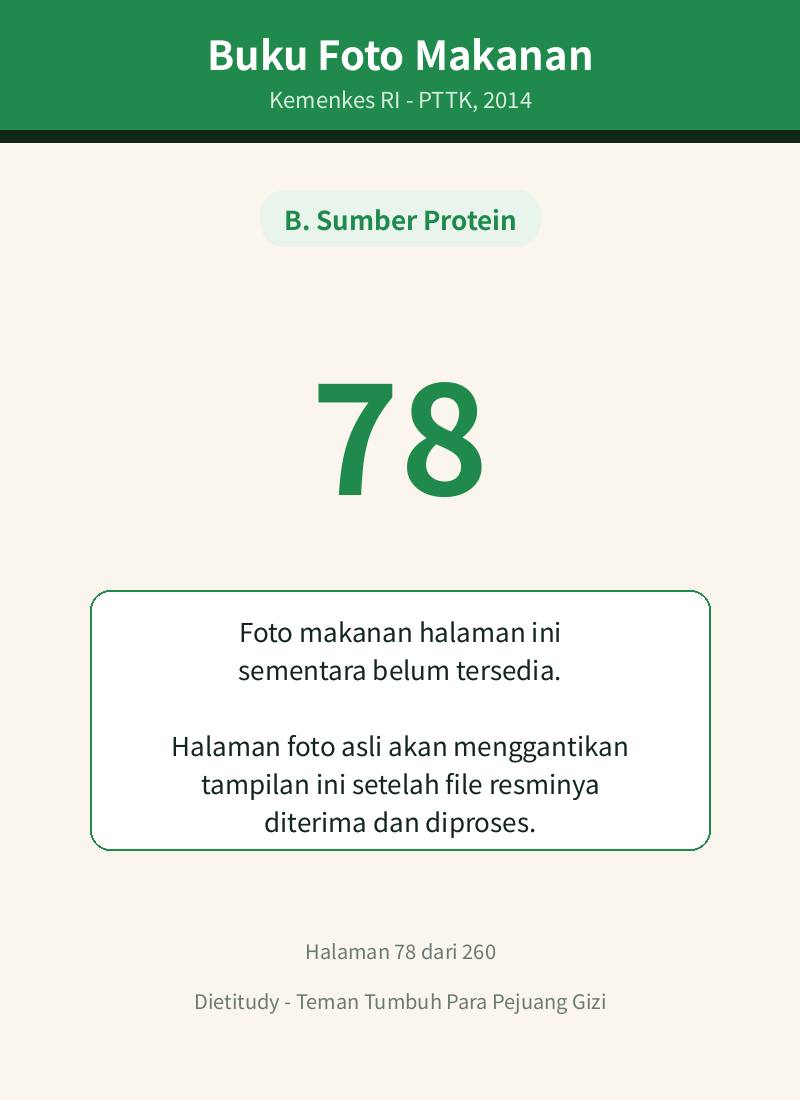 Buku Foto Makanan
Kemenkes RI - PTTK, 2014
B. Sumber Protein
78
Foto makanan halaman ini
sementara belum tersedia.
Halaman foto asli akan menggantikan
tampilan ini setelah file resminya
diterima dan diproses.
Halaman 78 dari 260
Dietitudy - Teman Tumbuh Para Pejuang Gizi